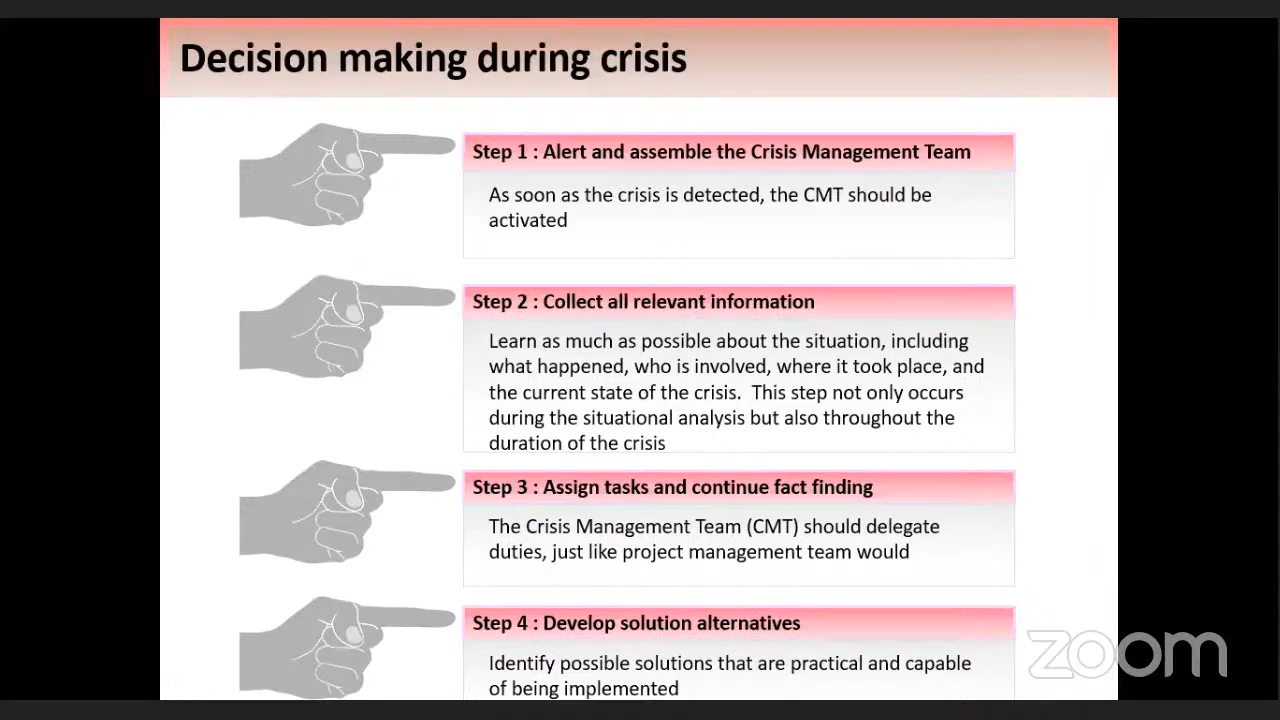 Decision making during crisis
Step 1 : Alert and assemble the Crisis Management Team
As soon as the crisis is detected, the CMT should be
activated
Step 2 : Collect all relevant information
Learn as much as possible about the situation, including
what happened, who is involved, where it took place, and
the current state of the crisis.  This step not only occurs
during the situational analysis but also throughout the
duration of the crisis
Step 3 : Assign tasks and continue fact finding
The Crisis Management Team (CMT) should delegate
duties, just like project management team would
Step 4 : Develop solution alternatives
Identify possible solutions that are practical and capable
of being implemented
zoom